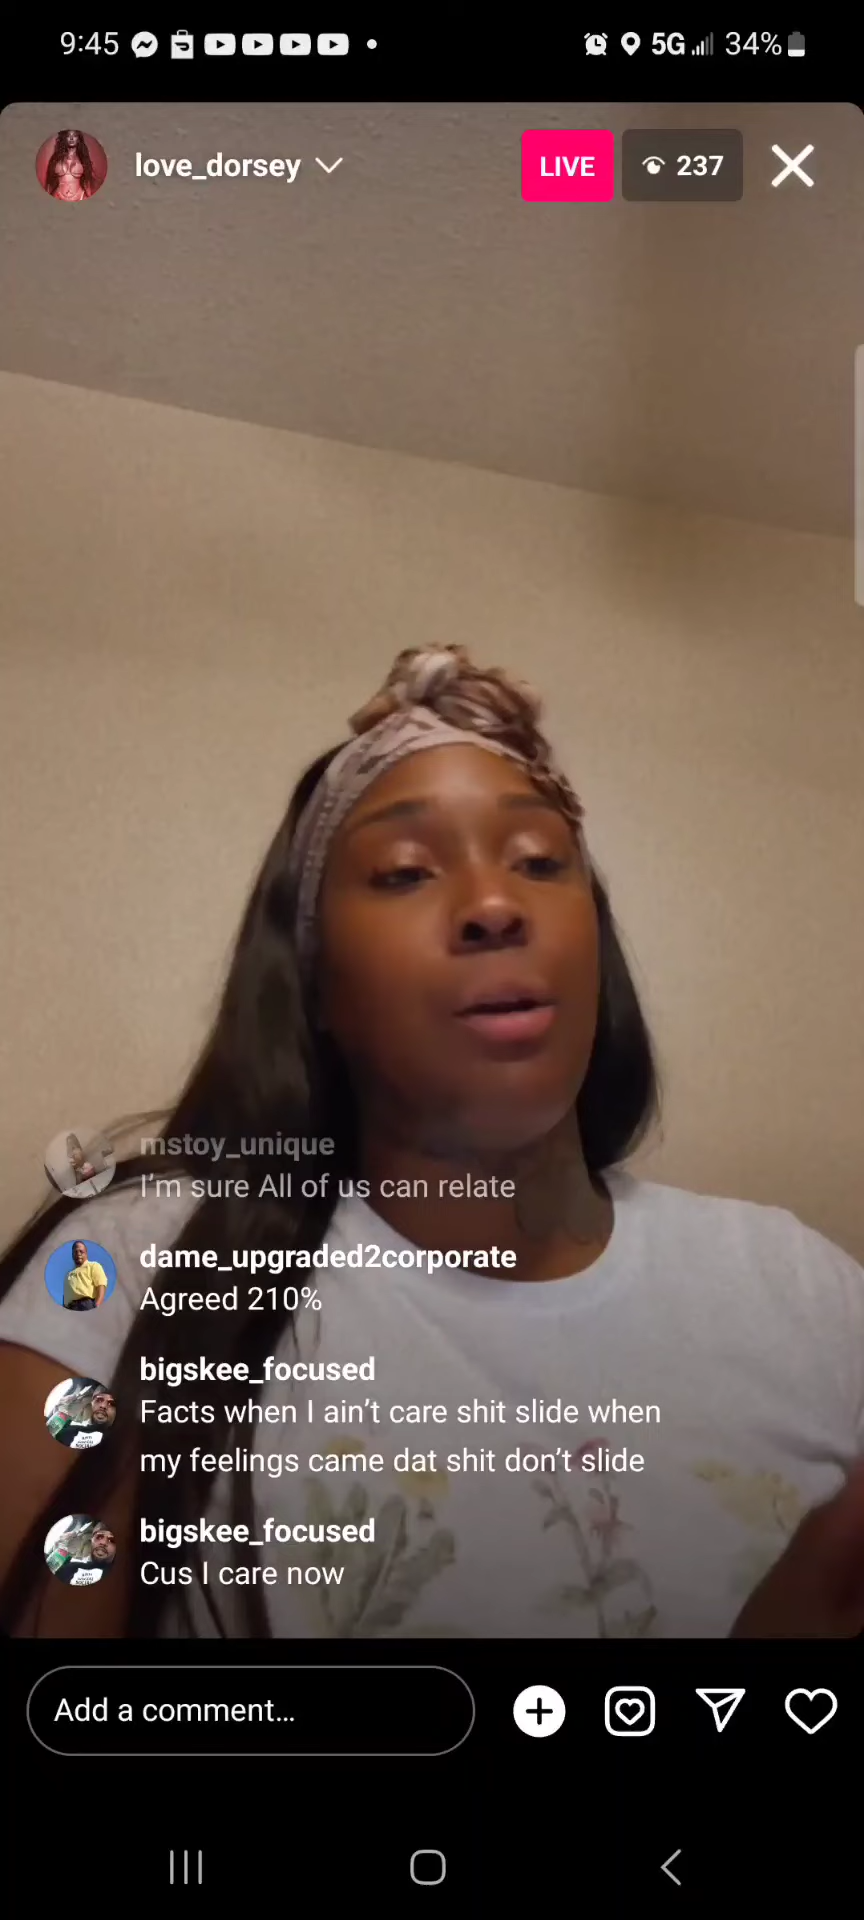 9:45
5G 34%
love_dorsey
LIVE
237
mstoy_unique
I'm sure All of us can relate
dame_upgraded2corporate
Agreed 210%
bigskee_focused
Facts when I ain't care shit slide when
my feelings came dat shit don't slide
bigskee_focused
Cus I care now
Add a comment...